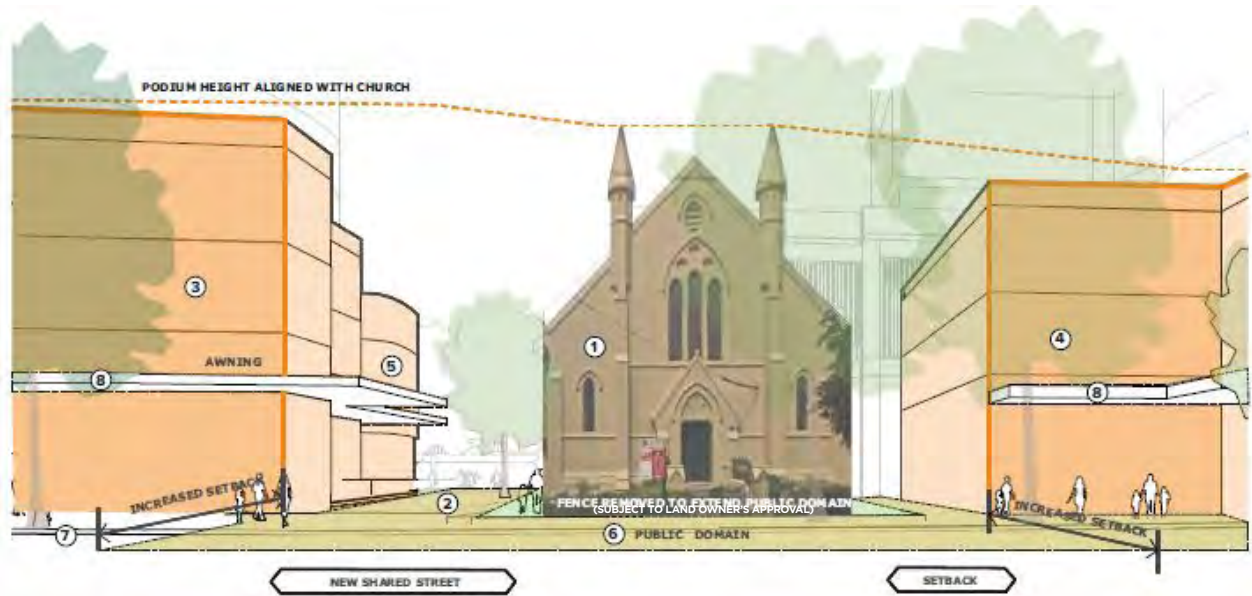 PODIUM HEIGHT ALIGNED WITH CHURCH
3
1
4
AWNING
5
8
8
INCREASED SETBACK
2
FENCE REMOVED TO EXTEND PUBLIC DOMAIN
(SUBJECT TO LAND OWNER'S APPROVAL)
INCREASED SETBACK
7
6 PUBLIC DOMAIN
NEW SHARED STREET
SETBACK